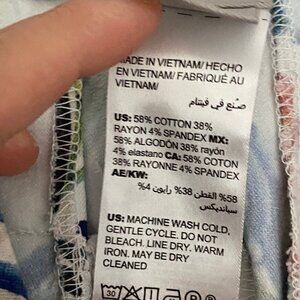 MADE IN VIETNAM/ HECHO
EN VIETNAM/ FABRIQUÉ AU
VIETNAM/
صنع في فيتنام
US: 58% COTTON 38%
RAYON 4% SPANDEX MX:
58% ALGODÓN 38% rayón
4% elastano CA: 58% COTON
38% RAYONNE 4% SPANDEX
AE/KW:
58% القطن 38% رايون 4%
سبانديكس
US: MACHINE WASH COLD,
GENTLE CYCLE. DO NOT
BLEACH. LINE DRY. WARM
IRON. MAY BE DRY
CLEANED
30